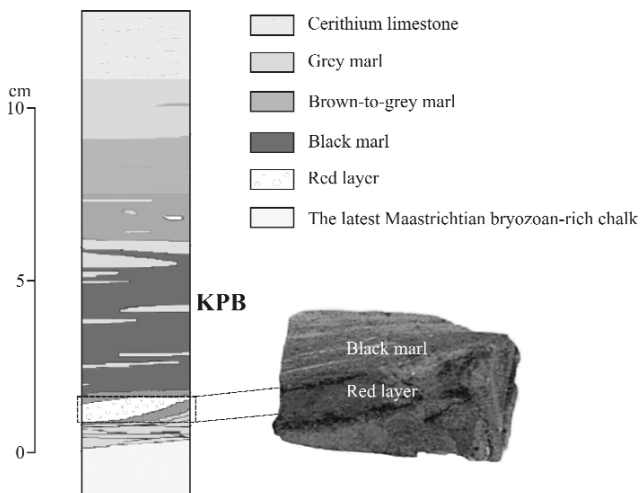 Cerithium limestone
Grey marl
Brown-to-grey marl
Black marl
Red layer
The latest Maastrichtian bryozoan-rich chalk
cm
10
5
0
KPB
Black marl
Red layer